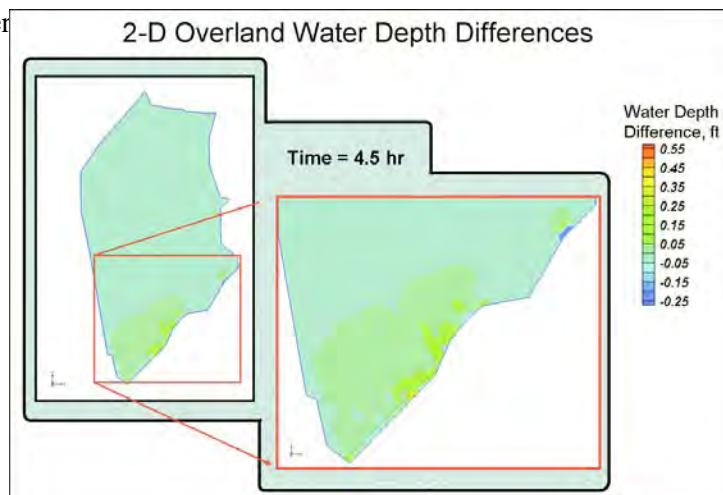 er
2-D Overland Water Depth Differences
Time = 4.5 hr
Water Depth
Difference, ft
0.55
0.45
0.35
0.25
0.15
0.05
-0.05
-0.15
-0.25